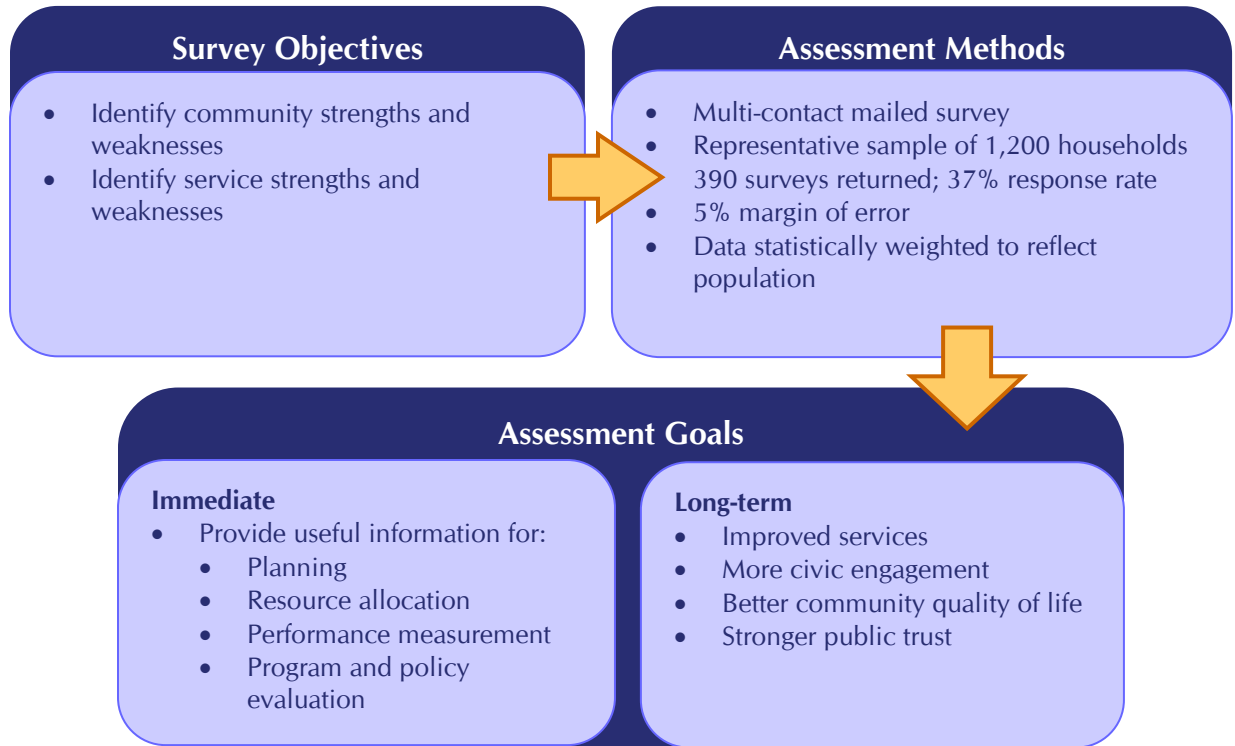 Survey Objectives
• Identify community strengths and
weaknesses
• Identify service strengths and
weaknesses
Assessment Methods
• Multi-contact mailed survey
• Representative sample of 1,200 households
390 surveys returned; 37% response rate
• 5% margin of error
• Data statistically weighted to reflect
population
Assessment Goals
Immediate
• Provide useful information for:
• Planning
• Resource allocation
• Performance measurement
• Program and policy
evaluation
Long-term
• Improved services
• More civic engagement
• Better community quality of life
• Stronger public trust